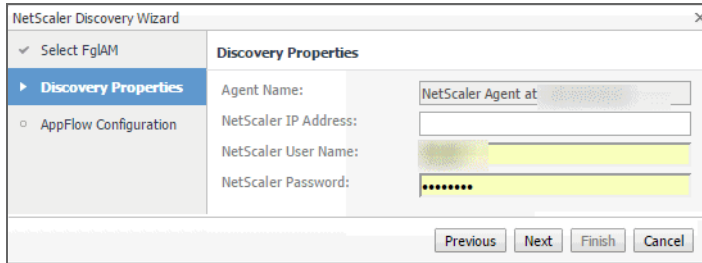 NetScaler Discovery Wizard
Select FglAM
Discovery Properties
AppFlow Configuration
Discovery Properties
Agent Name:
NetScaler Agent at
NetScaler IP Address:
NetScaler User Name:
NetScaler Password:
••••••••
Previous Next Finish Cancel